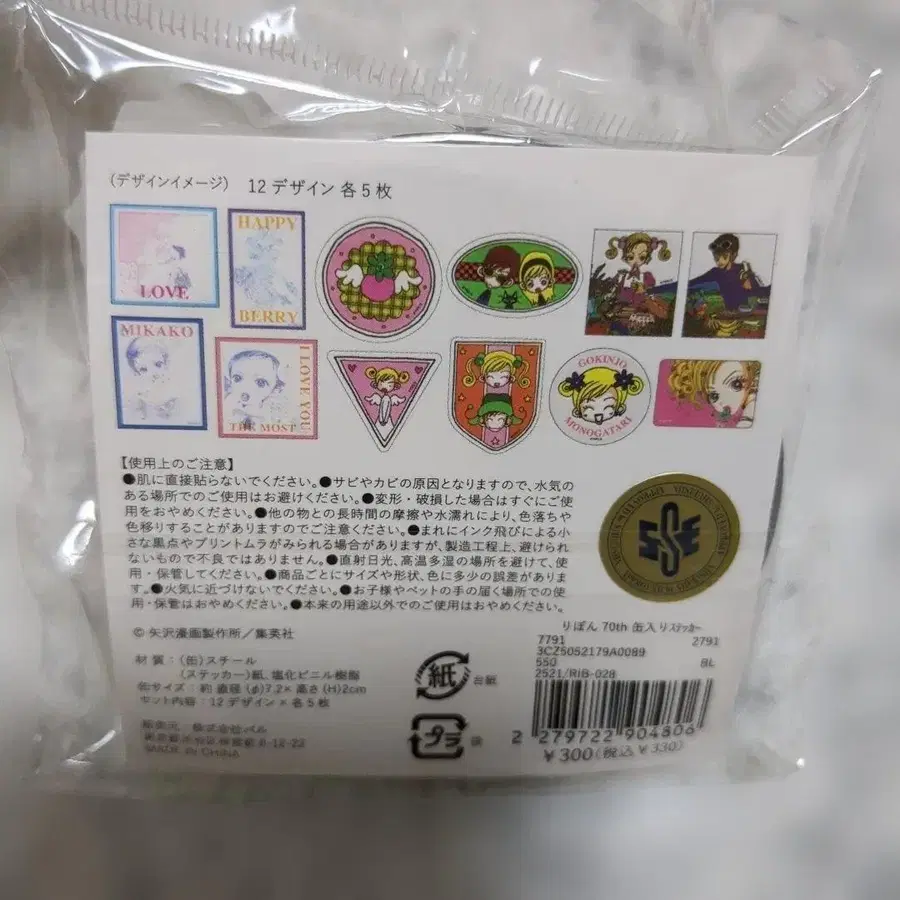 (デザインイメージ) 12デザイン 各5枚
LOVE
HAPPY
BERRY
MIKAKO
I LOVE YOU
THE MOST
GOKINJO
MONOGATARI
【使用上のご注意】
●肌に直接貼らないでください。●サビやカビの原因となりますので、水気の
ある場所でのご使用はお避けください。●変形・破損した場合はすぐにご使
用をおやめください。●他の物との長時間の摩擦や水濡れにより、色落ちや
色移りすることがありますのでご注意ください。●まれにインク飛びによる小
さな黒点やプリントムラがみられる場合がありますが、製造工程上、避けられ
ないもので不良ではありません。●直射日光、高温多湿の場所を避けて、使
用・保管してください。●商品ごとにサイズや形状、色に多少の誤差がありま
す。●火気に近づけないでください。●お子様やペットの手の届く場所での使
用・保管はおやめください。●本来の用途以外でのご使用はおやめください。
© 矢沢漫画製作所／集英社
材質：(缶)スチール
(ステッカー)紙、塩化ビニル樹脂
缶サイズ：約 直径(φ)7.2×高さ(H)2cm
セット内容：12デザイン×各5枚
販売元 株式会社パル
MADE IN CHINA
紙 台紙
プラ 袋
りぼん 70th 缶入りステッカー
7791 2791
3CZ5052179A0089
550 BL
2521/RIB-028
2 279722 904806
¥300(税込¥330)